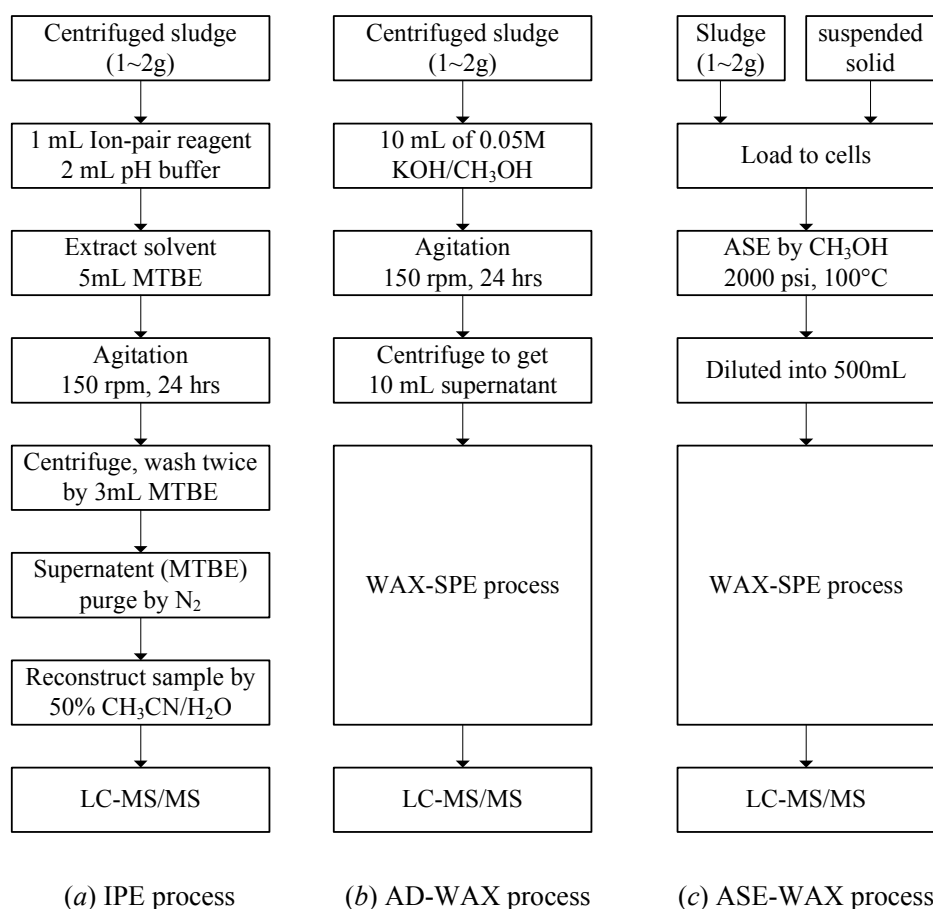 Centrifuged sludge
(1~2g)
1 mL Ion-pair reagent
2 mL pH buffer
Extract solvent
5mL MTBE
Agitation
150 rpm, 24 hrs
Centrifuge, wash twice
by 3mL MTBE
Supernatent (MTBE)
purge by N₂
Reconstruct sample by
50% CH₃CN/H₂O
LC-MS/MS
(a) IPE process
Centrifuged sludge
(1~2g)
10 mL of 0.05M
KOH/CH₃OH
Agitation
150 rpm, 24 hrs
Centrifuge to get
10 mL supernatant
WAX-SPE process
LC-MS/MS
(b) AD-WAX process
Sludge
(1~2g)
suspended
solid
Load to cells
ASE by CH₃OH
2000 psi, 100°C
Diluted into 500mL
WAX-SPE process
LC-MS/MS
(c) ASE-WAX process